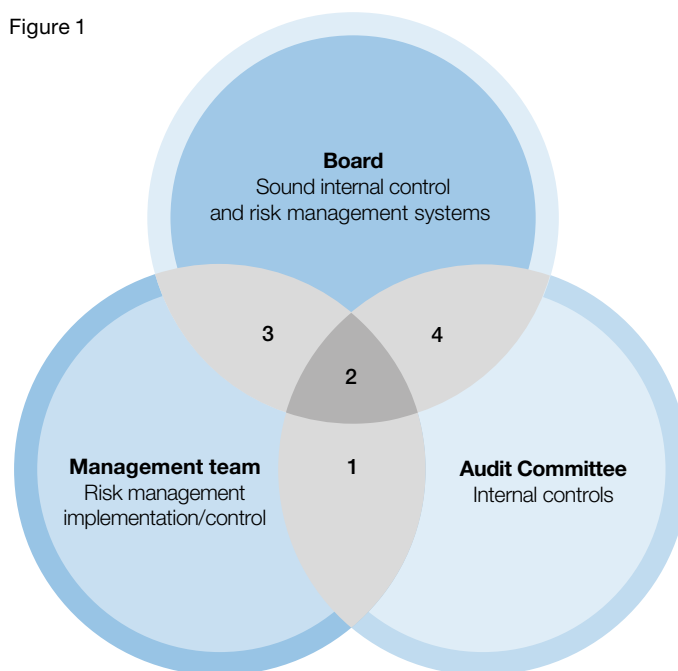 Figure 1
Board
Sound internal control
and risk management systems
3
4
2
Management team
Risk management
implementation/control
1
Audit Committee
Internal controls